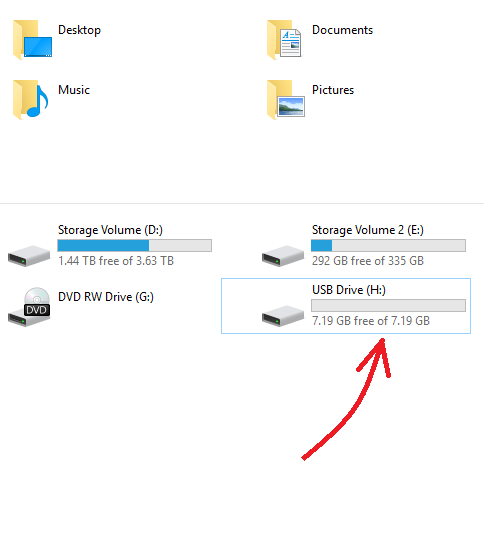 Desktop
Documents
Music
Pictures
Storage Volume (D:)
1.44 TB free of 3.63 TB
Storage Volume 2 (E:)
292 GB free of 335 GB
DVD
DVD RW Drive (G:)
USB Drive (H:)
7.19 GB free of 7.19 GB